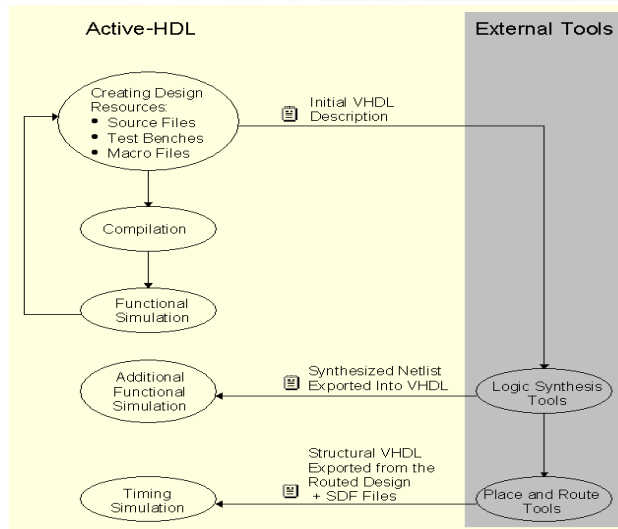 Active-HDL
External Tools
Creating Design
Resources:
• Source Files
• Test Benches
• Macro Files
Initial VHDL
Description
Compilation
Functional
Simulation
Additional
Functional
Simulation
Synthesized Netlist
Exported Into VHDL
Logic Synthesis
Tools
Structural VHDL
Exported from the
Routed Design
+ SDF Files
Timing
Simulation
Place and Route
Tools